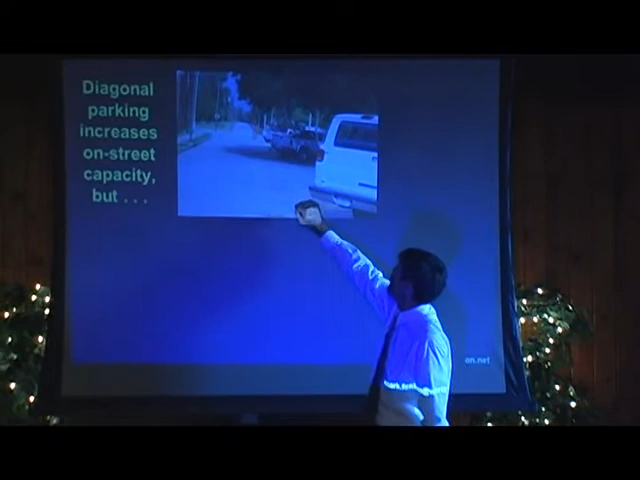 Diagonal
parking
increases
on-street
capacity,
but . . .
on.net